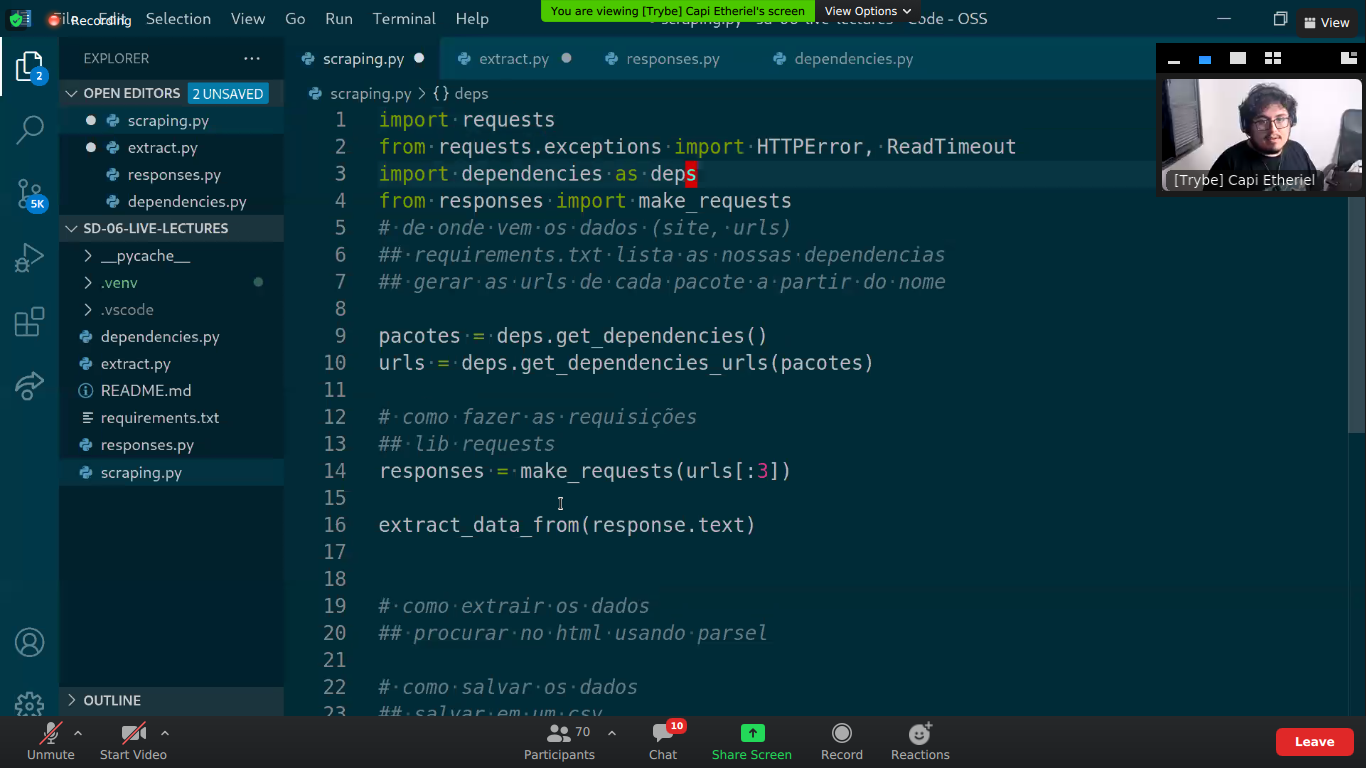 File Edit Selection View Go Run Terminal Help
Recording
You are viewing [Trybe] Capi Etheriel's screen
View Options
scraping.py - sd-06-live-lectures - Code - OSS
View
EXPLORER
scraping.py
extract.py
responses.py
dependencies.py
OPEN EDITORS 2 UNSAVED
scraping.py
extract.py
responses.py
dependencies.py
SD-06-LIVE-LECTURES
__pycache__
.venv
.vscode
dependencies.py
extract.py
README.md
requirements.txt
responses.py
scraping.py
OUTLINE
2
5K
scraping.py > {} deps
1 import requests
2 from requests.exceptions import HTTPError, ReadTimeout
3 import dependencies as deps
4 from responses import make_requests
5 # de onde vem os dados (site, urls)
6 ## requirements.txt lista as nossas dependencias
7 ## gerar as urls de cada pacote a partir do nome
8
9 pacotes = deps.get_dependencies()
10 urls = deps.get_dependencies_urls(pacotes)
11
12 # como fazer as requisições
13 ## lib requests
14 responses = make_requests(urls[:3])
15
16 extract_data_from(response.text)
17
18
19 # como extrair os dados
20 ## procurar no html usando parsel
21
22 # como salvar os dados
23 ## salvar em um csv
[Trybe] Capi Etheriel
Unmute
Start Video
Participants 70
Chat 10
Share Screen
Record
Reactions
Leave